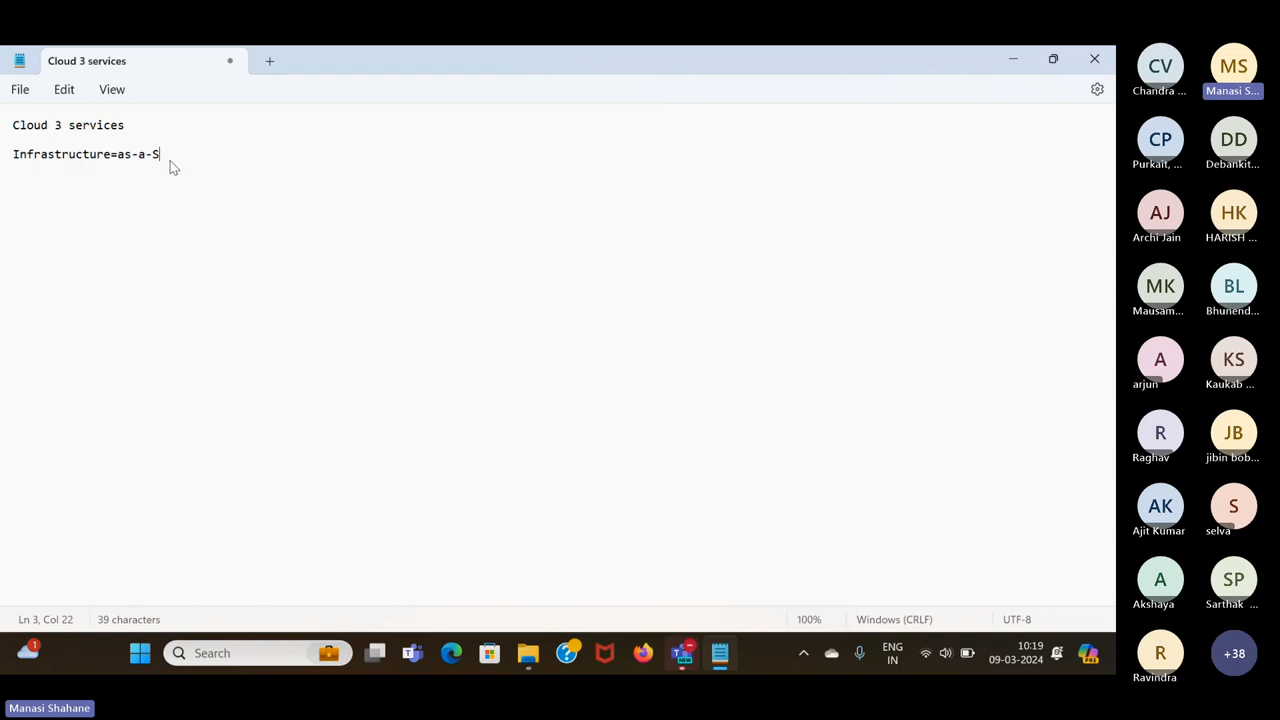 Cloud 3 services
File
Edit
View
Cloud 3 services
Infrastructure=as-a-S
Ln 3, Col 22
39 characters
100%
Windows (CRLF)
UTF-8
1
Search
NEW
ENG
IN
10:19
09-03-2024
PRE
Manasi Shahane
CV
Chandra ...
MS
Manasi S...
CP
Purkait, ...
DD
Debankit...
AJ
Archi Jain
HK
HARISH ...
MK
Mausam...
BL
Bhunend...
A
arjun
KS
Kaukab ...
R
Raghav
JB
jibin bob...
AK
Ajit Kumar
S
selva
A
Akshaya
SP
Sarthak ...
R
Ravindra
+38